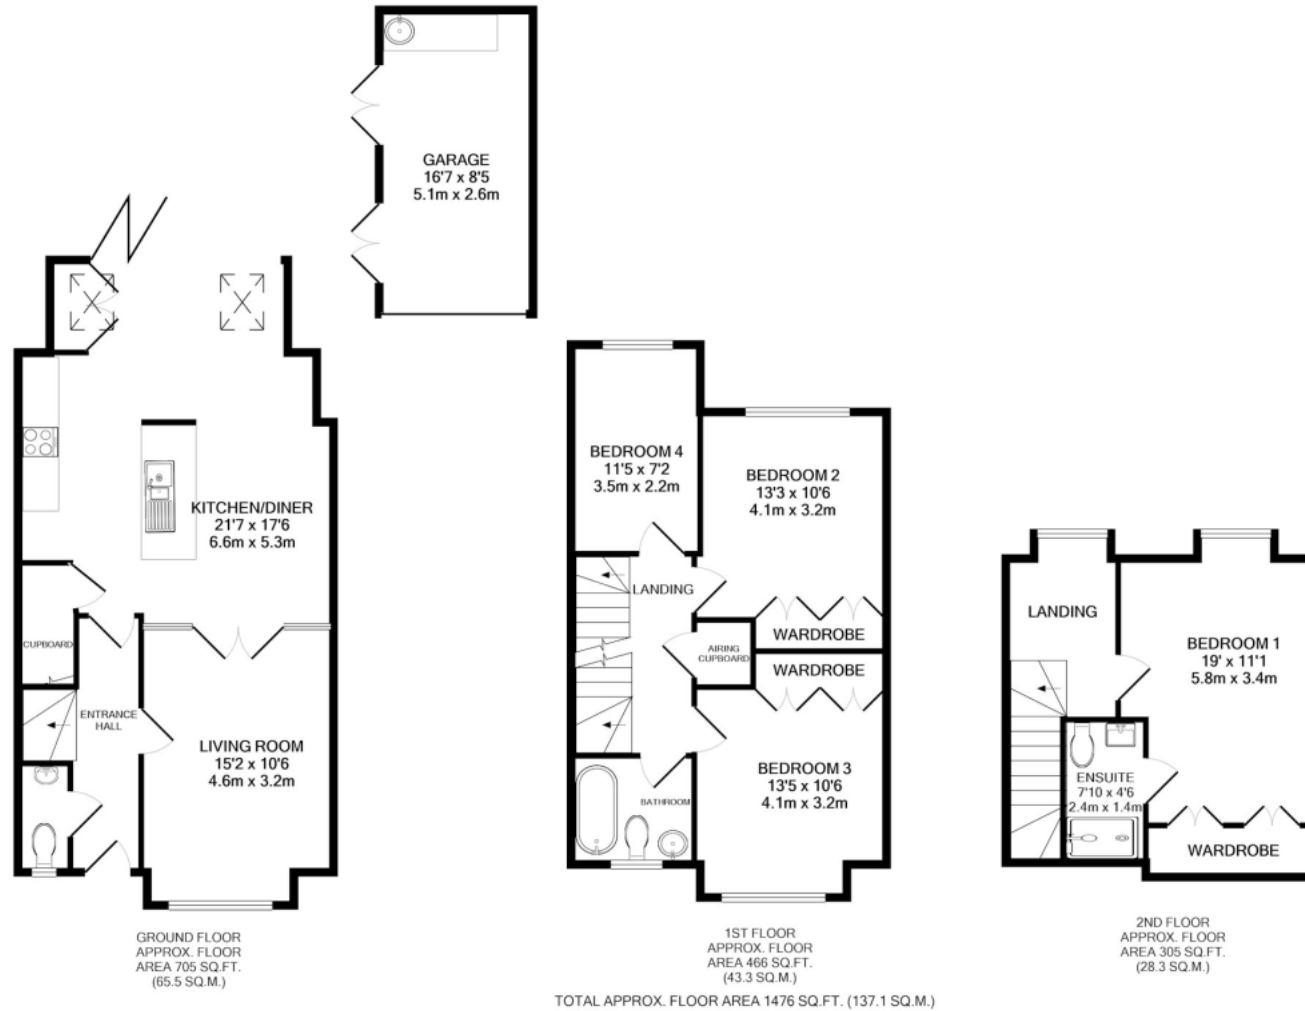 GARAGE
16'7 x 8'5
5.1m x 2.6m
KITCHEN/DINER
21'7 x 17'6
6.6m x 5.3m
CUPBOARD
ENTRANCE
HALL
LIVING ROOM
15'2 x 10'6
4.6m x 3.2m
GROUND FLOOR
APPROX. FLOOR
AREA 705 SQ.FT.
(65.5 SQ.M.)
BEDROOM 4
11'5 x 7'2
3.5m x 2.2m
BEDROOM 2
13'3 x 10'6
4.1m x 3.2m
LANDING
WARDROBE
AIRING
CUPBOARD
WARDROBE
BEDROOM 3
13'5 x 10'6
4.1m x 3.2m
BATHROOM
1ST FLOOR
APPROX. FLOOR
AREA 466 SQ.FT.
(43.3 SQ.M.)
LANDING
BEDROOM 1
19' x 11'1
5.8m x 3.4m
ENSUITE
7'10 x 4'6
2.4m x 1.4m
WARDROBE
2ND FLOOR
APPROX. FLOOR
AREA 305 SQ.FT.
(28.3 SQ.M.)
TOTAL APPROX. FLOOR AREA 1476 SQ.FT. (137.1 SQ.M.)